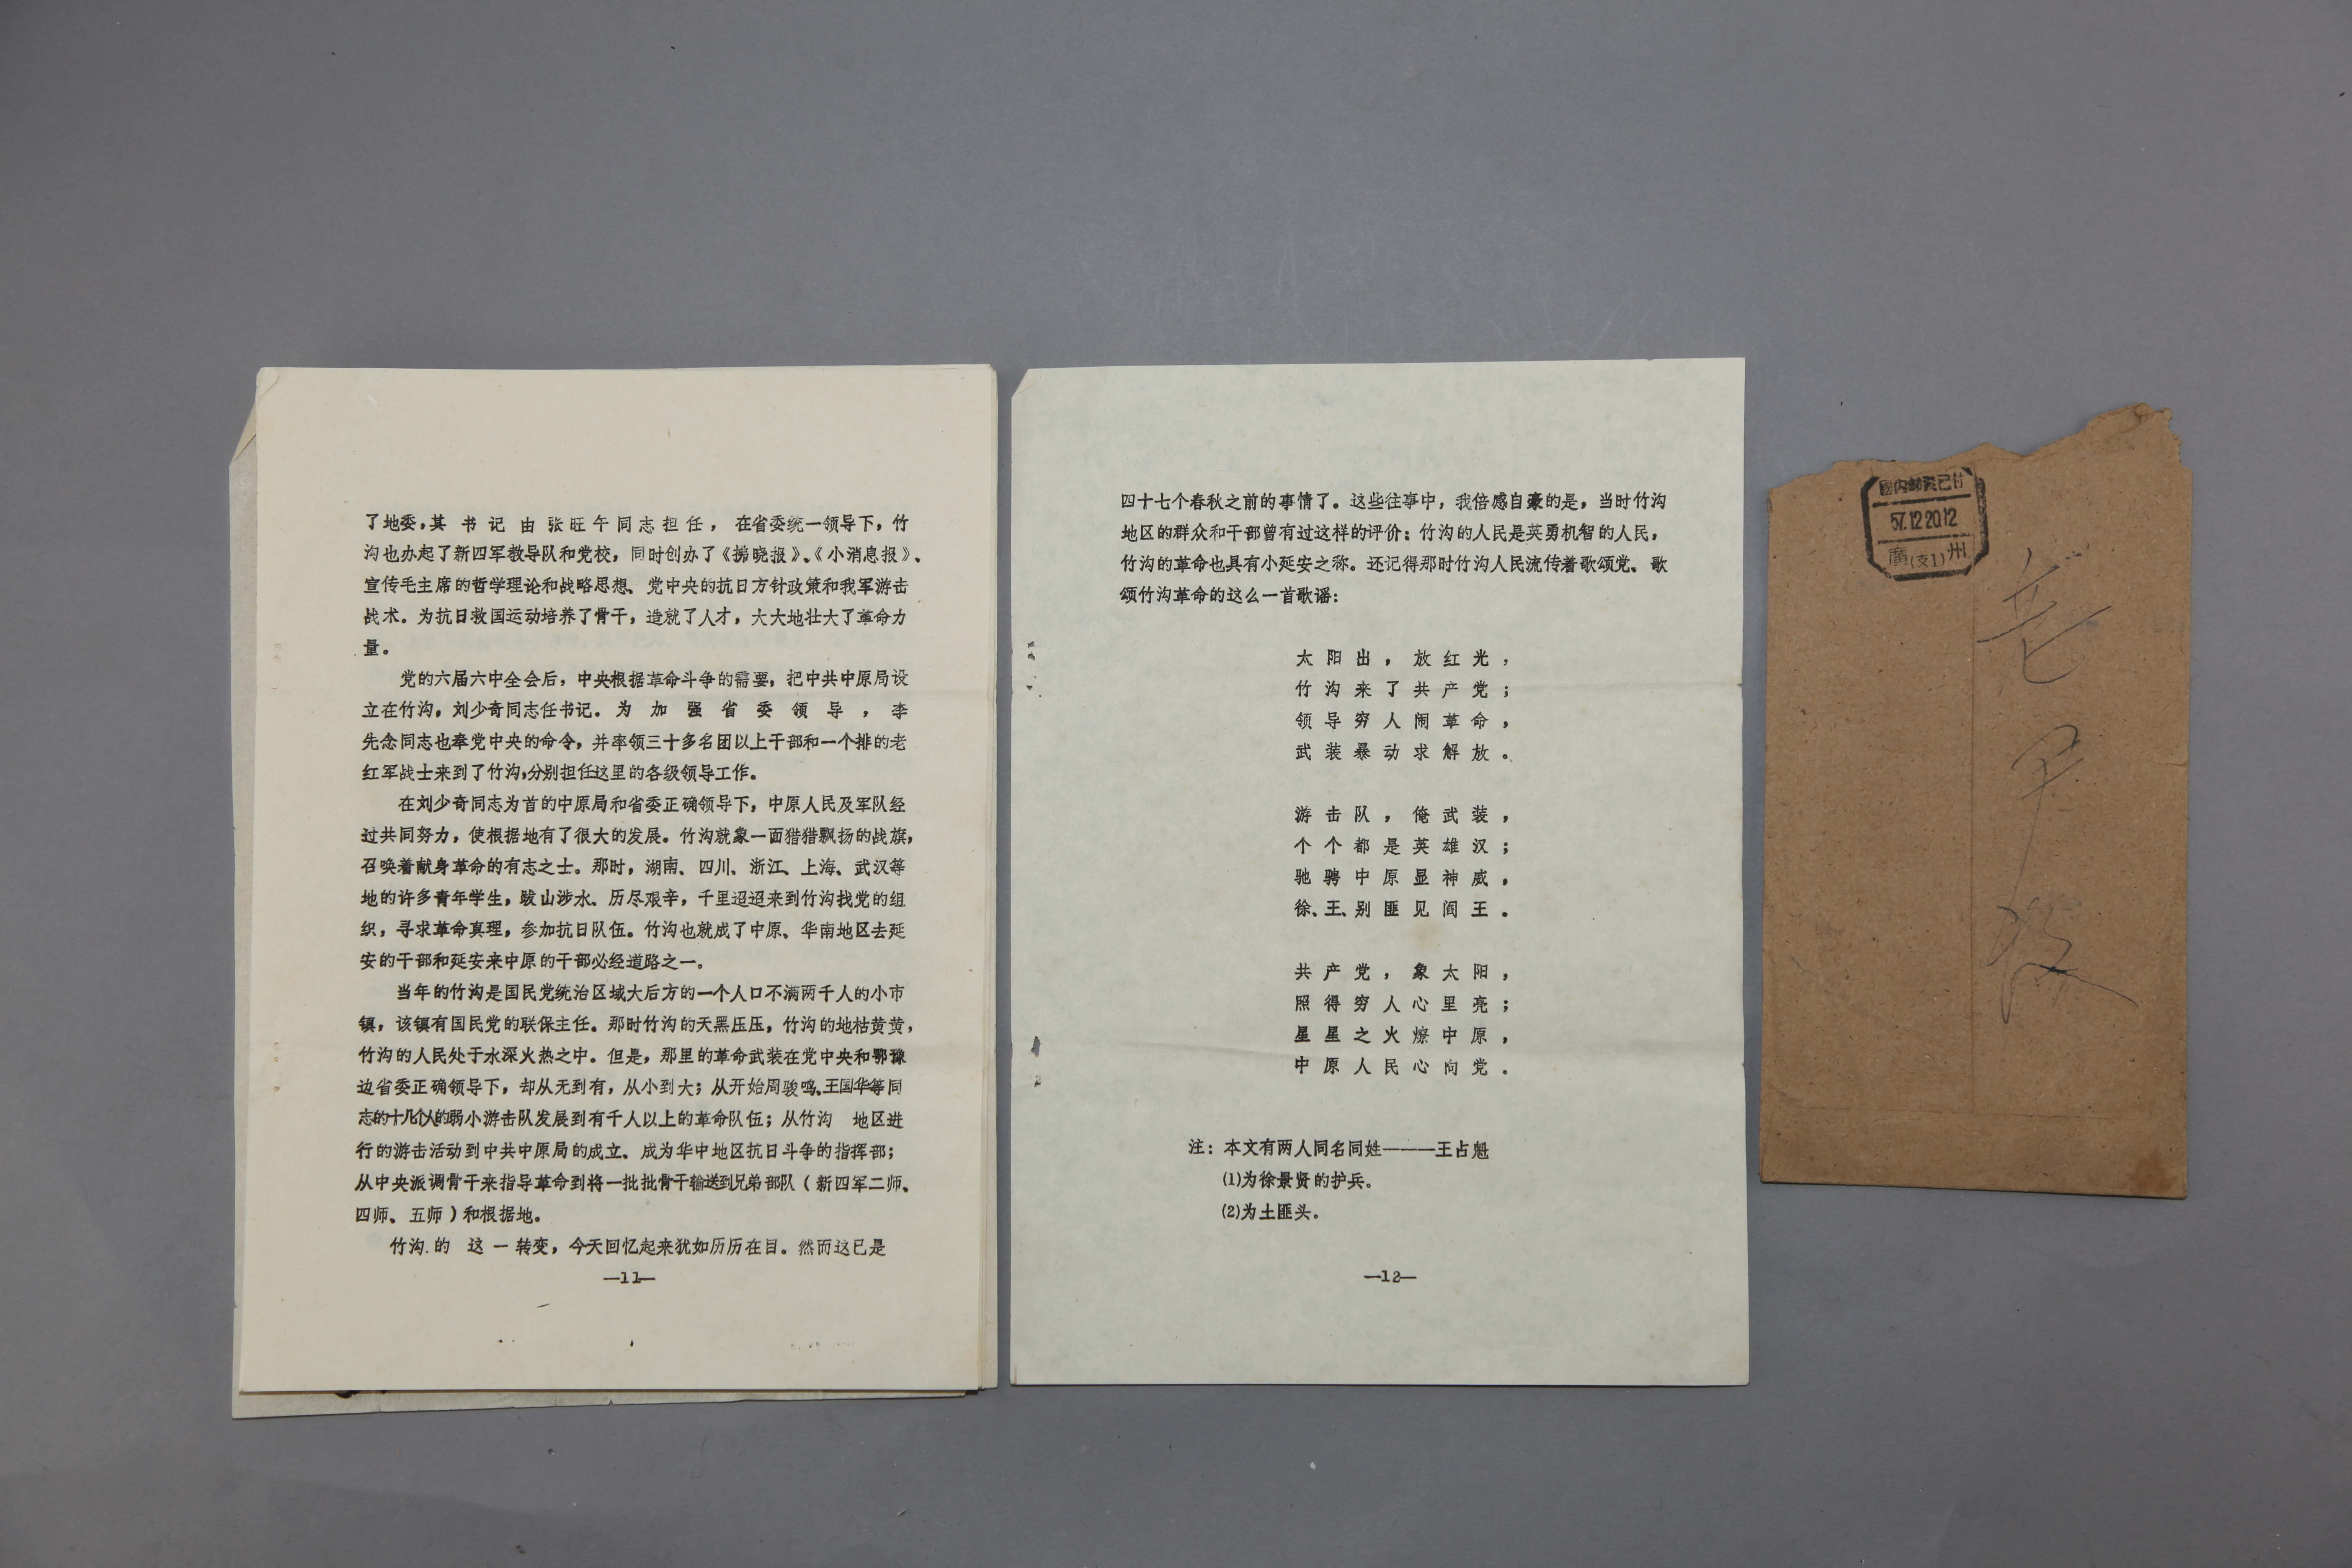 了地委，其书记由张旺午同志担任，在省委统一领导下，竹
沟也办起了新四军教导队和党校，同时创办了《拂晓报》、《小消息报》、
宣传毛主席的哲学理论和战略思想、党中央的抗日方针政策和我军游击
战术。为抗日救国运动培养了骨干，造就了人才，大大地壮大了革命力
量。
党的六届六中全会后，中央根据革命斗争的需要，把中共中原局设
立在竹沟，刘少奇同志任书记。为加强省委领导，李
先念同志也奉党中央的命令，并率领三十多名团以上干部和一个排的老
红军战士来到了竹沟，分别担任这里的各级领导工作。
在刘少奇同志为首的中原局和省委正确领导下，中原人民及军队经
过共同努力，使根据地有了很大的发展。竹沟就象一面猎猎飘扬的战旗，
召唤着献身革命的有志之士。那时，湖南、四川、浙江、上海、武汉等
地的许多青年学生，跋山涉水、历尽艰辛，千里迢迢来到竹沟找党的组
织，寻求革命真理，参加抗日队伍。竹沟也就成了中原、华南地区去延
安的干部和延安来中原的干部必经道路之一。
当年的竹沟是国民党统治区域大后方的一个人口不满两千人的小市
镇，该镇有国民党的联保主任。那时竹沟的天黑压压，竹沟的地枯黄黄，
竹沟的人民处于水深火热之中。但是，那里的革命武装在党中央和鄂豫
边省委正确领导下，却从无到有，从小到大；从开始周骏鸣、王国华等同
志的十几个人的弱小游击队发展到有千人以上的革命队伍；从竹沟 地区进
行的游击活动到中共中原局的成立、成为华中地区抗日斗争的指挥部；
从中央派调骨干来指导革命到将一批批骨干输送到兄弟部队（新四军二师、
四师、五师）和根据地。
竹沟的这一转变，今天回忆起来犹如历历在目。然而这已是
—11—
四十七个春秋之前的事情了。这些往事中，我倍感自豪的是，当时竹沟
地区的群众和干部曾有过这样的评价：竹沟的人民是英勇机智的人民，
竹沟的革命也具有小延安之称。还记得那时竹沟人民流传着歌颂党、歌
颂竹沟革命的这么一首歌谣：
太阳出，放红光，
竹沟来了共产党；
领导穷人闹革命，
武装暴动求解放。
游击队，俺武装，
个个都是英雄汉；
驰骋中原显神威，
徐、王、别匪见阎王。
共产党，象太阳，
照得穷人心里亮；
星星之火燎中原，
中原人民心向党。
注：本文有两人同名同姓———王占魁
⑴为徐景贤的护兵。
⑵为土匪头。
—12—
國内郵资已付
57.12.20.12
廣(支1)州